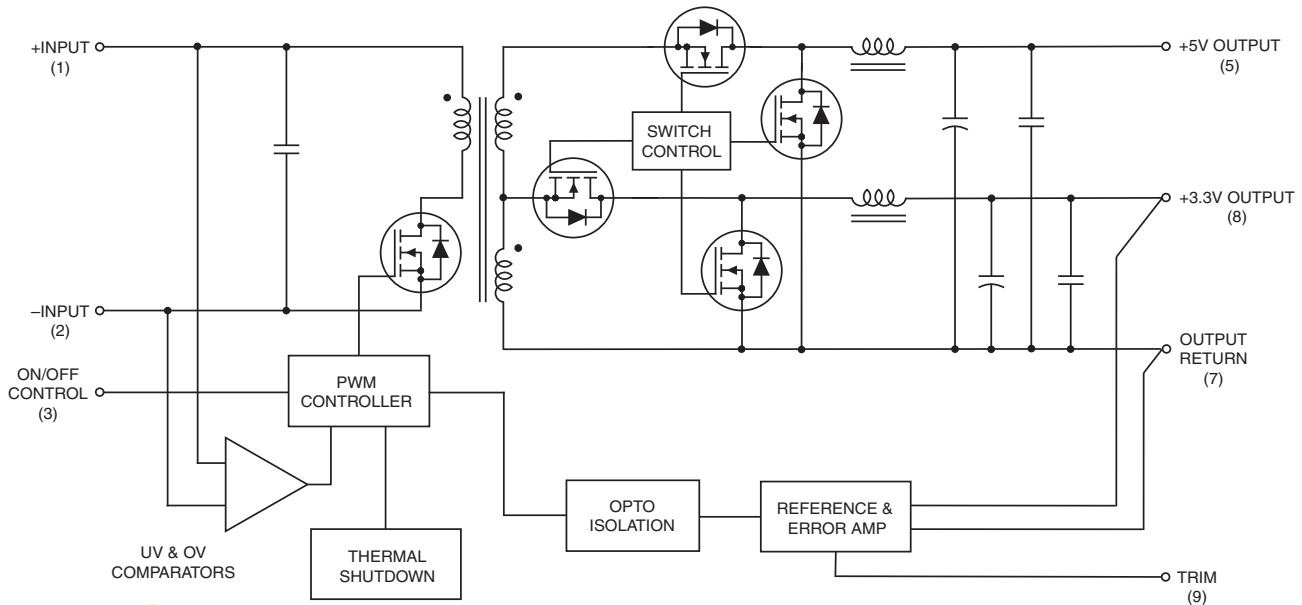 +INPUT
(1)
–INPUT
(2)
ON/OFF
CONTROL
(3)
UV & OV
COMPARATORS
PWM
CONTROLLER
THERMAL
SHUTDOWN
SWITCH
CONTROL
OPTO
ISOLATION
REFERENCE &
ERROR AMP
+5V OUTPUT
(5)
+3.3V OUTPUT
(8)
OUTPUT
RETURN
(7)
TRIM
(9)